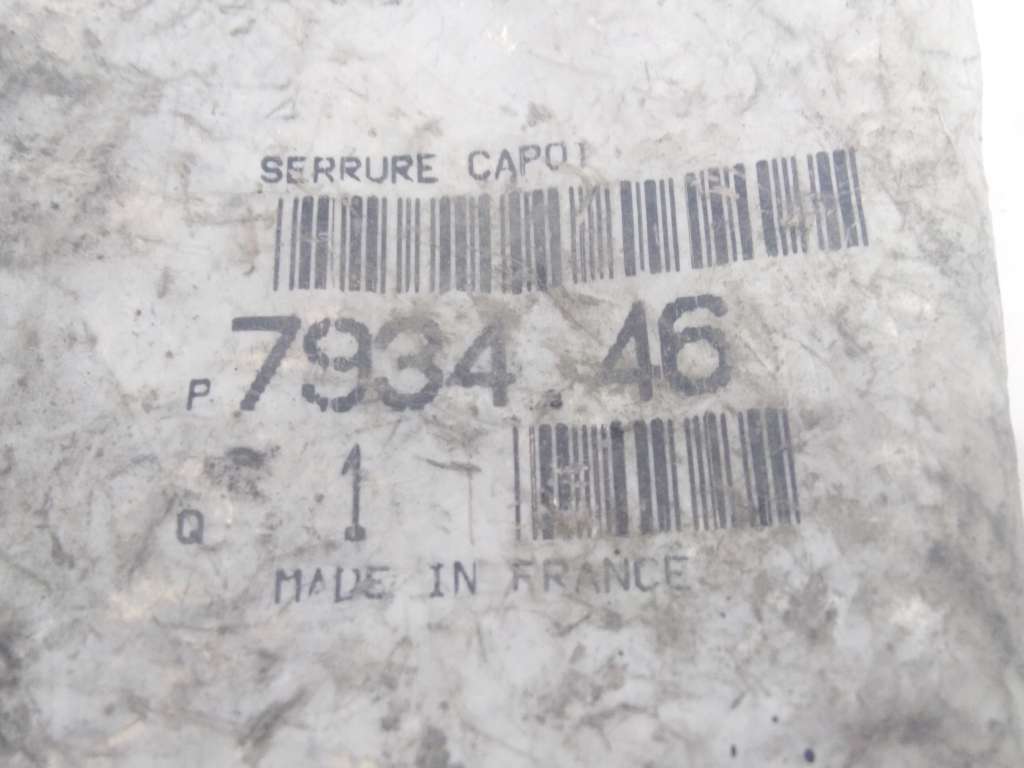 SERRURE CAPOT
P 7934.46
Q 1
MADE IN FRANCE